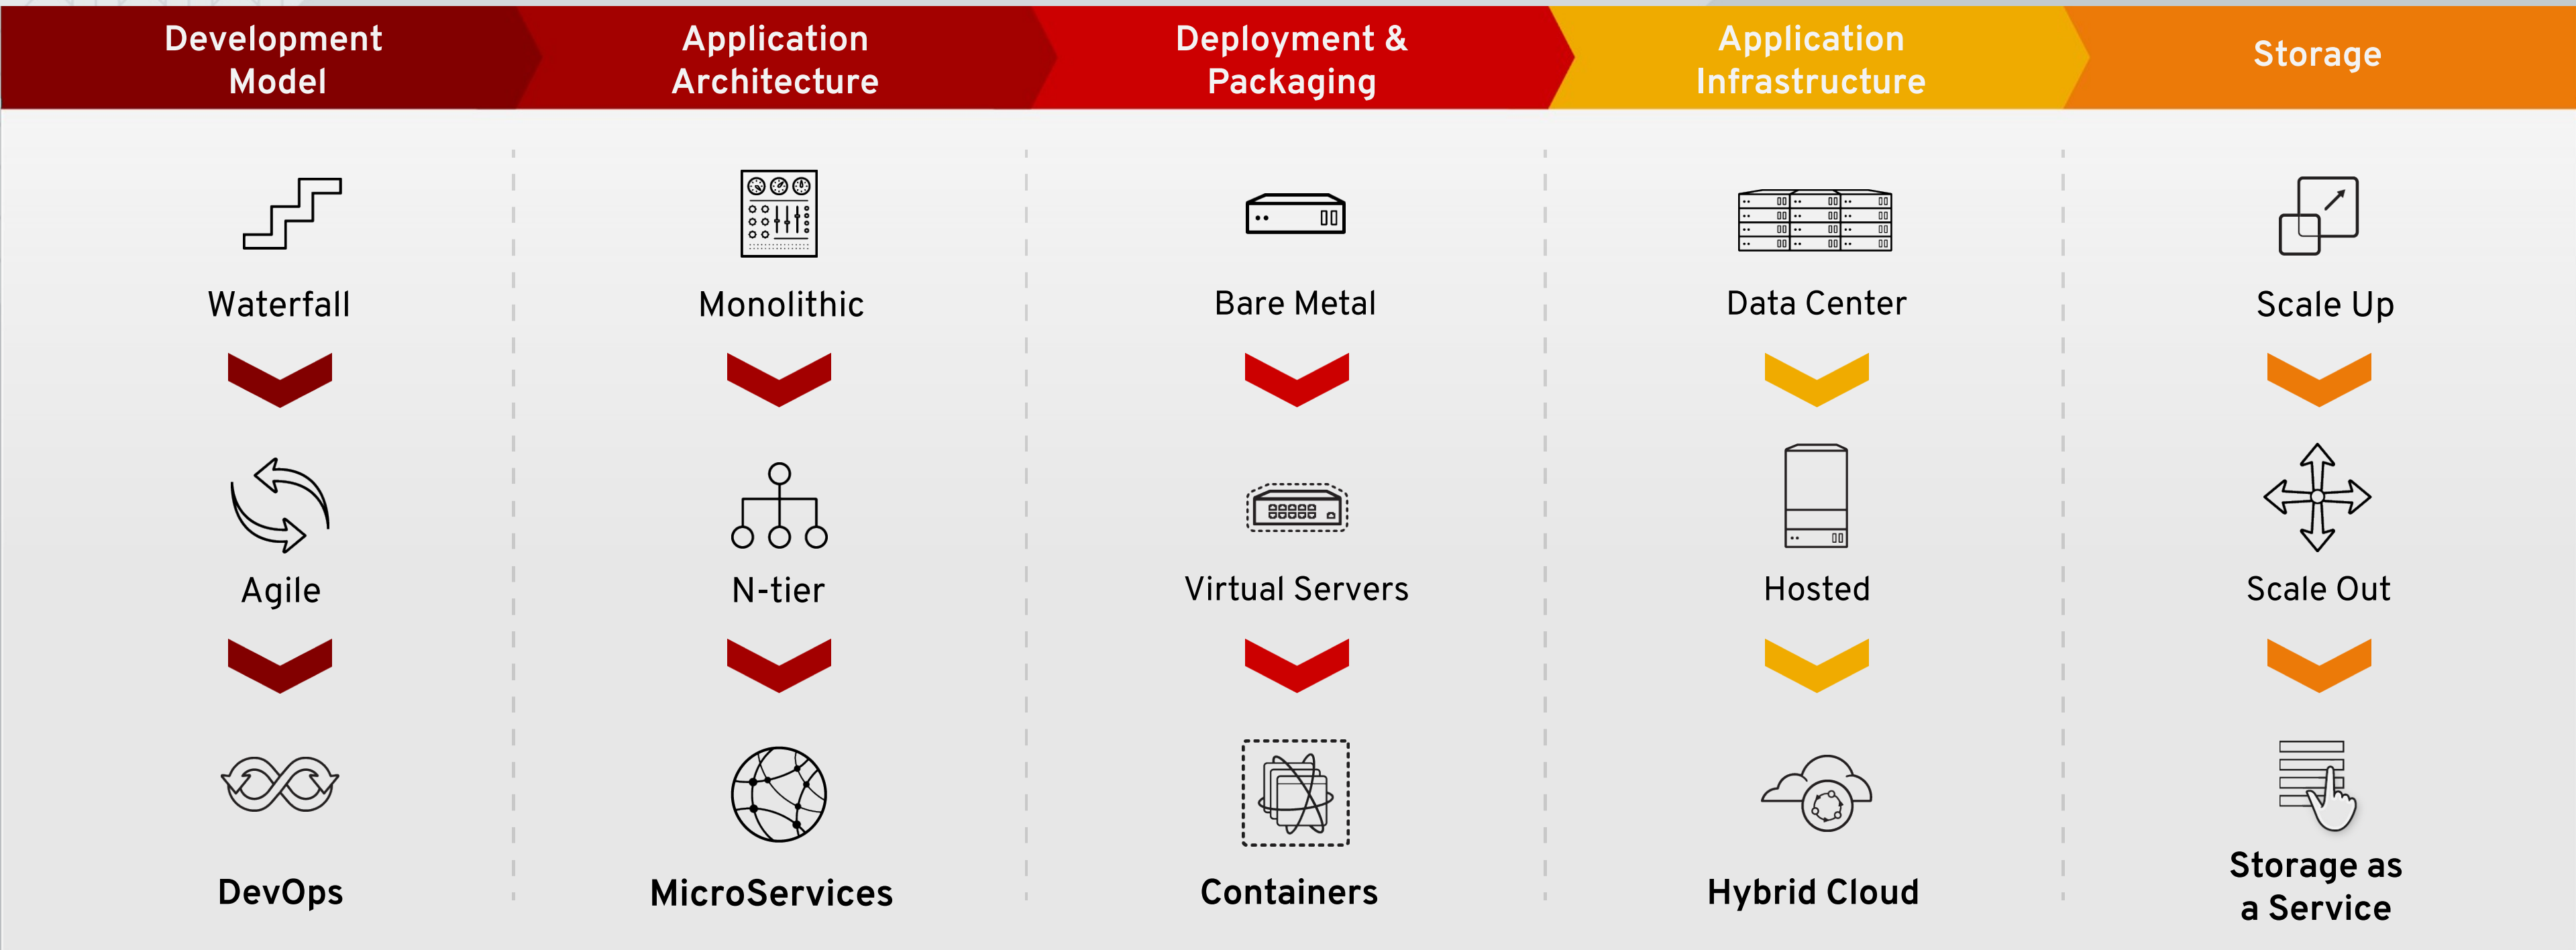 Development
Model
Application
Architecture
Deployment &
Packaging
Application
Infrastructure
Storage
Waterfall
Monolithic
Bare Metal
Data Center
Scale Up
Agile
N-tier
Virtual Servers
Hosted
Scale Out
DevOps
MicroServices
Containers
Hybrid Cloud
Storage as
a Service